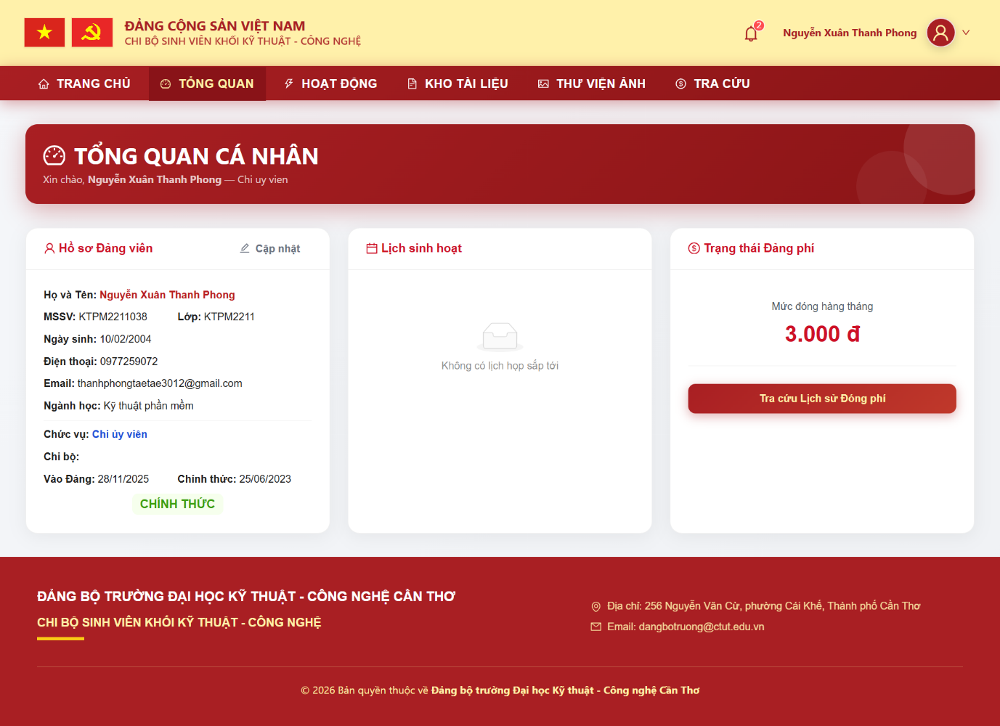 ĐẢNG CỘNG SẢN VIỆT NAM
CHI BỘ SINH VIÊN KHỐI KỸ THUẬT - CÔNG NGHỆ
2
Nguyễn Xuân Thanh Phong
TRANG CHỦ
TỔNG QUAN
HOẠT ĐỘNG
KHO TÀI LIỆU
THƯ VIỆN ẢNH
TRA CỨU
TỔNG QUAN CÁ NHÂN
Xin chào, Nguyễn Xuân Thanh Phong — Chi uy vien
Hồ sơ Đảng viên
Cập nhật
Họ và Tên: Nguyễn Xuân Thanh Phong
MSSV: KTPM2211038 Lớp: KTPM2211
Ngày sinh: 10/02/2004
Điện thoại: 0977259072
Email: thanhphongtaetae3012@gmail.com
Ngành học: Kỹ thuật phần mềm
Chức vụ: Chi ủy viên
Chi bộ:
Vào Đảng: 28/11/2025 Chính thức: 25/06/2023
CHÍNH THỨC
Lịch sinh hoạt
Không có lịch họp sắp tới
Trạng thái Đảng phí
Mức đóng hàng tháng
3.000 đ
Tra cứu Lịch sử Đóng phí
ĐẢNG BỘ TRƯỜNG ĐẠI HỌC KỸ THUẬT - CÔNG NGHỆ CẦN THƠ
CHI BỘ SINH VIÊN KHỐI KỸ THUẬT - CÔNG NGHỆ
Địa chỉ: 256 Nguyễn Văn Cừ, phường Cái Khế, Thành phố Cần Thơ
Email: dangbotruong@ctut.edu.vn
© 2026 Bản quyền thuộc về Đảng bộ trường Đại học Kỹ thuật - Công nghệ Cần Thơ